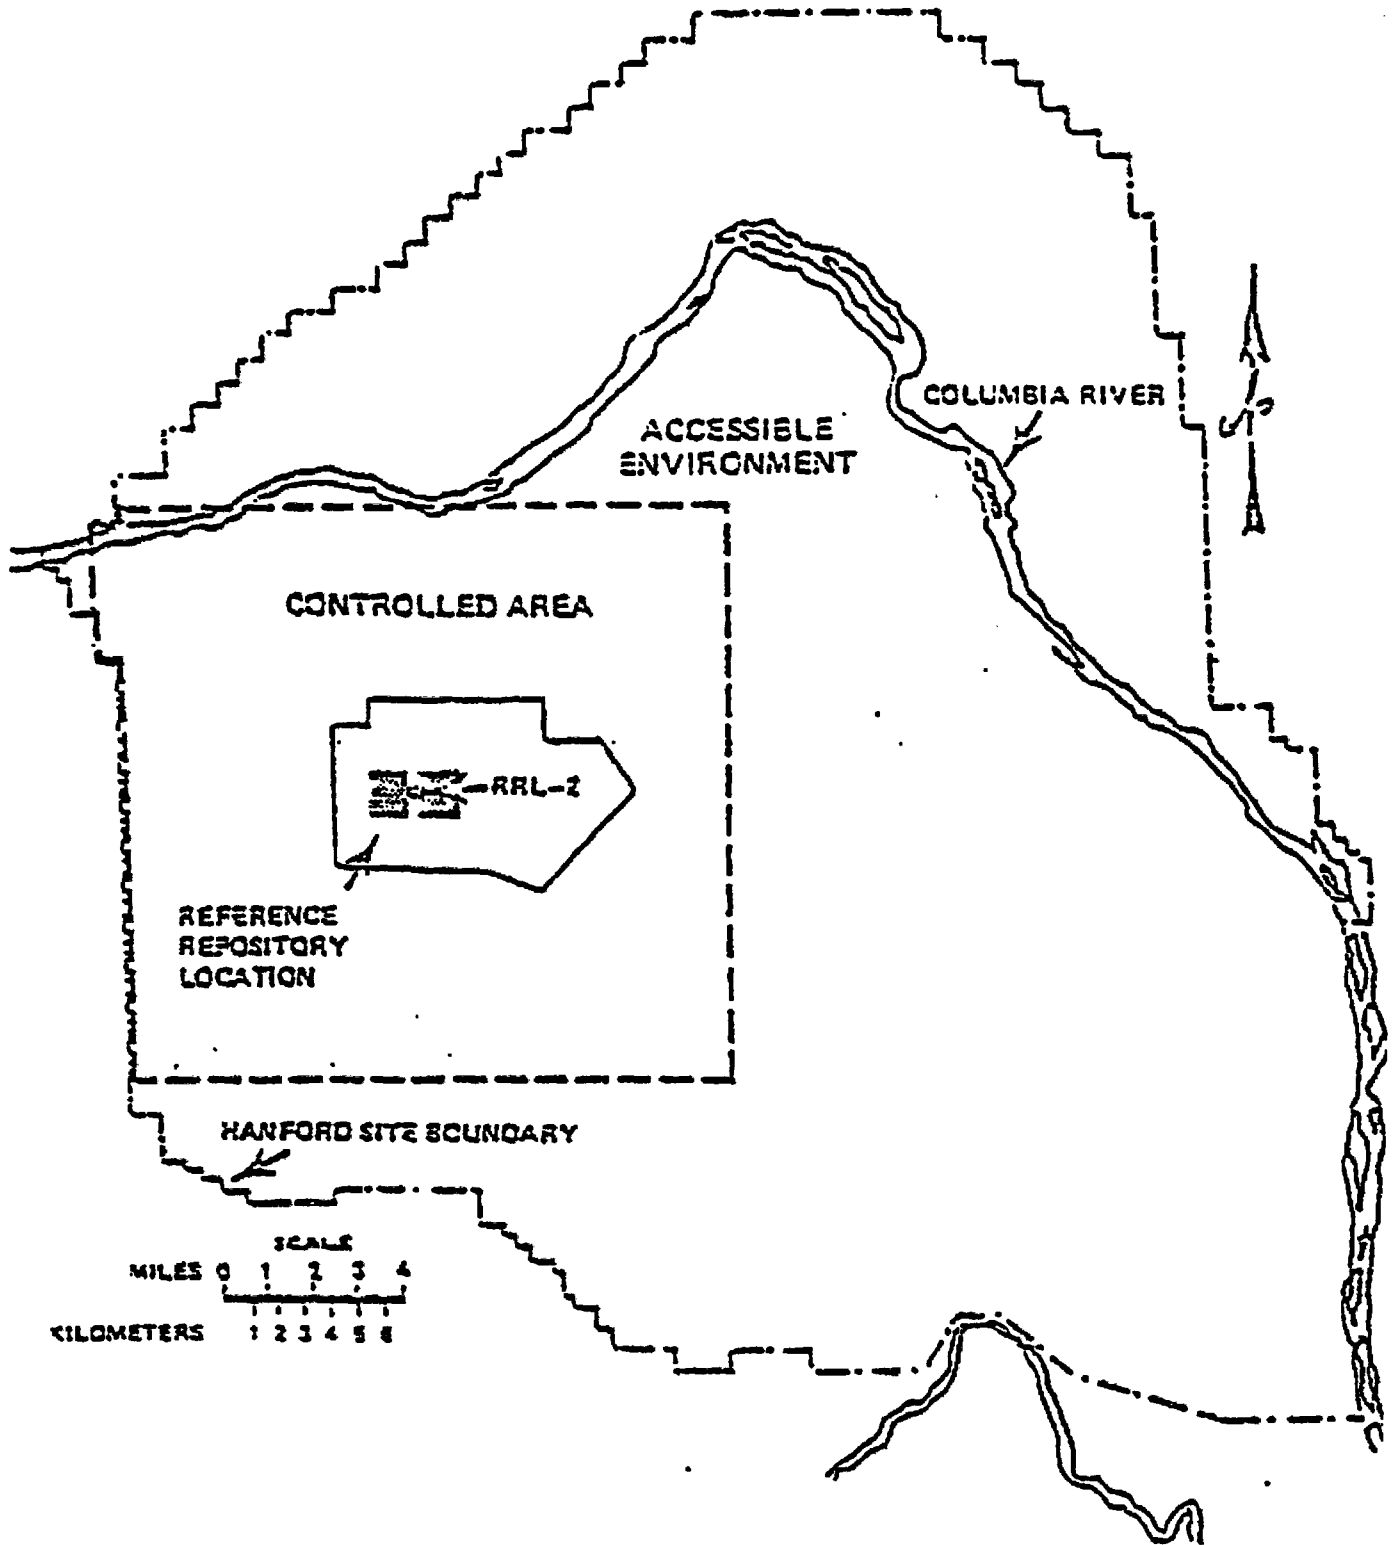 COLUMBIA RIVER
ACCESSIBLE
ENVIRONMENT
CONTROLLED AREA
RRL-2
REFERENCE
REPOSITORY
LOCATION
HANFORD SITE BOUNDARY
SCALE
MILES 0 1 2 3 4
KILOMETERS 1 2 3 4 5 6